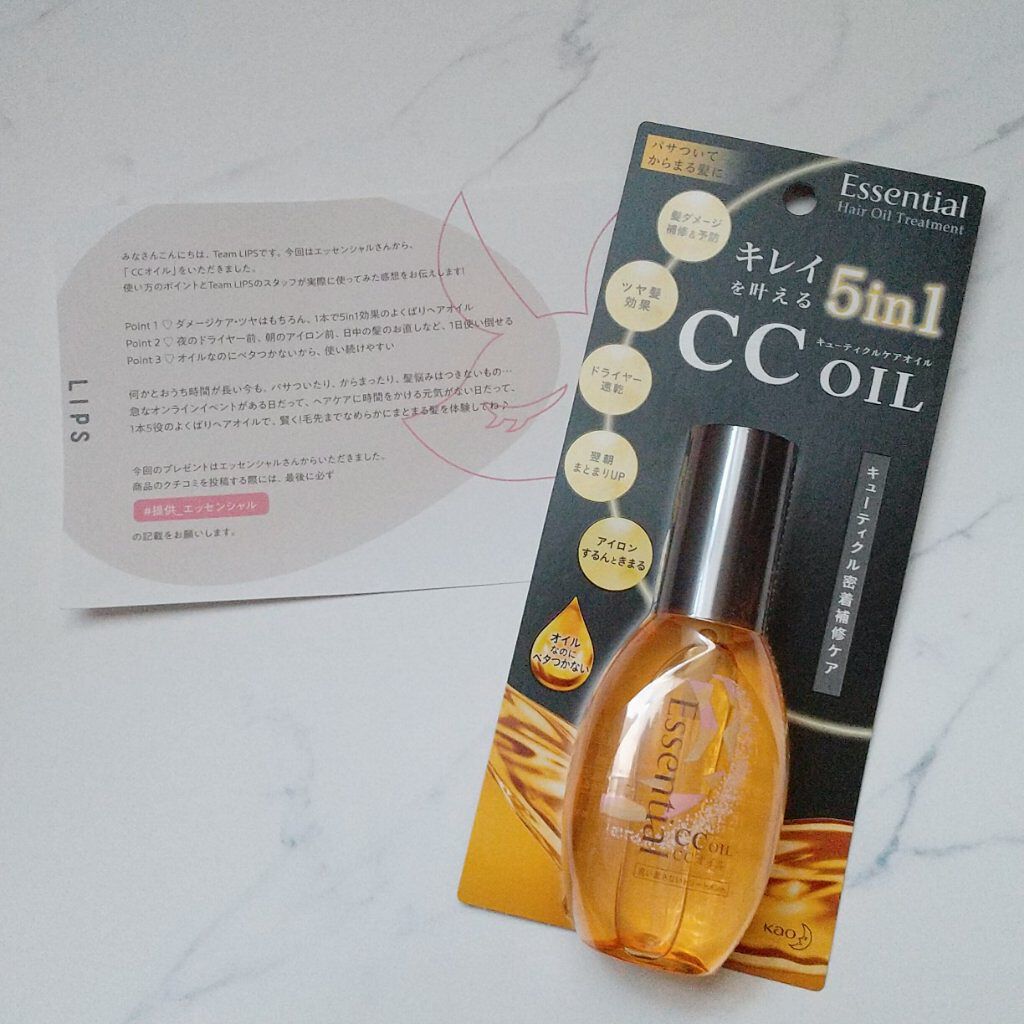 みなさんこんにちは、Team LIPSです。今回はエッセンシャルさんから、
「CCオイル」をいただきました。
使い方のポイントとTeam LIPSのスタッフが実際に使ってみた感想をお伝えします!
Point 1 ♡ ダメージケア・ツヤはもちろん、1本で5in1効果のよくばりヘアオイル
Point 2 ♡ 夜のドライヤー前、朝のアイロン前、日中の髪のお直しなど、1日使い倒せる
Point 3 ♡ オイルなのにベタつかないから、使い続けやすい
何かとおうち時間が長い今も、パサついたり、からまったり、髪悩みはつきないもの…
急なオンラインイベントがある日だって、ヘアケアに時間をかける元気がない日だって、
1本5役のよくばりヘアオイルで、賢く!毛先までなめらかにまとまる髪を体験してね♪
今回のプレゼントはエッセンシャルさんからいただきました。
商品のクチコミを投稿する際には、最後に必ず
#提供_エッセンシャル
の記載をお願いします。
LIPS
パサついて
からまる髪に
Essential
Hair Oil Treatment
髪ダメージ
補修&予防
ツヤ髪
効果
ドライヤー
速乾
翌朝
まとまりUP
アイロン
するんときまる
キレイ
を叶える
5in1
キューティクルケアオイル
CC OIL
キューティクル密着補修ケア
オイル
なのに
ベタつかない
Essential
CC OIL
CCオイル
洗い流さないトリートメント
Kao